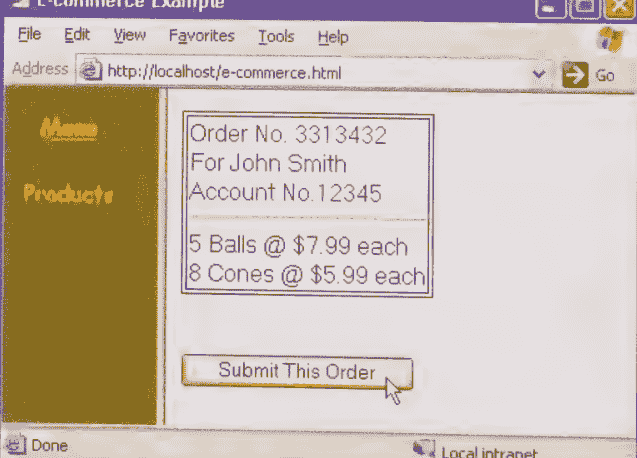 E-commerce Example
File Edit View Favorites Tools Help
Address http://localhost/e-commerce.html Go
Menu
Products
Order No. 3313432
For John Smith
Account No.12345
5 Balls @ $7.99 each
8 Cones @ $5.99 each
Submit This Order
Done Local intranet